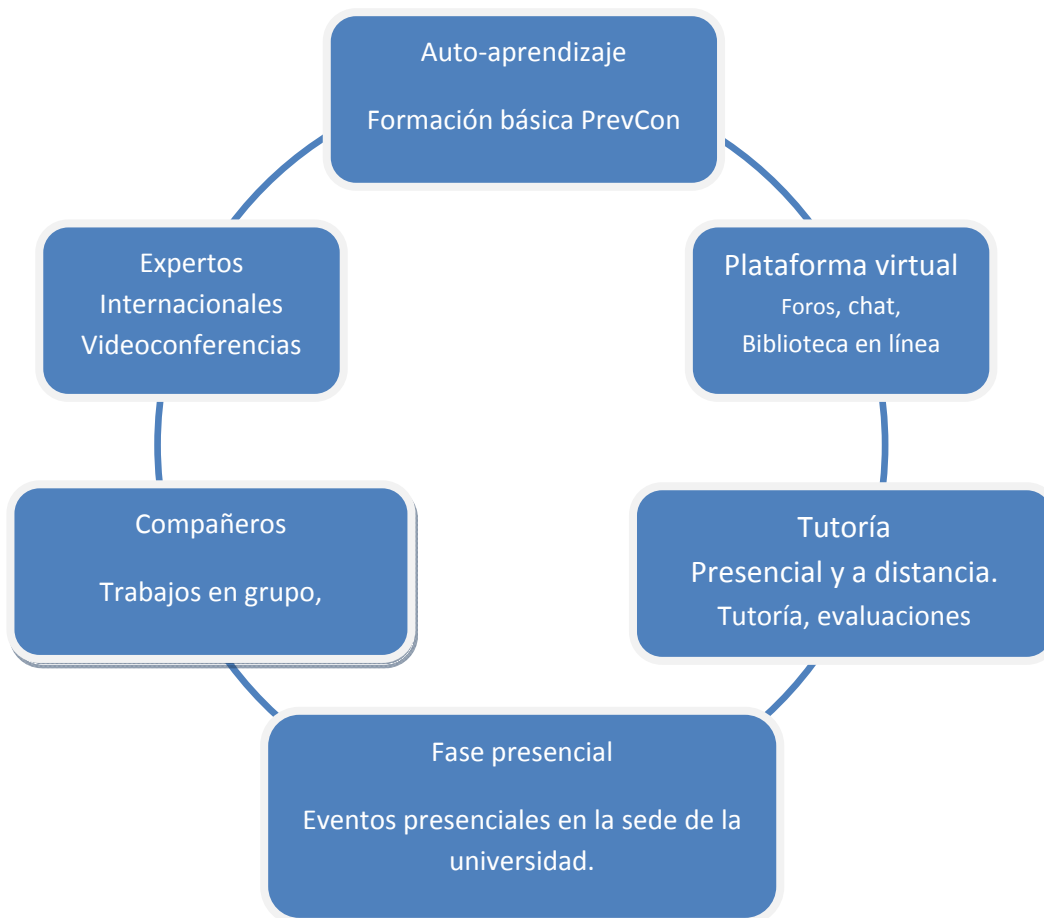 Auto-aprendizaje
Formación básica PrevCon
Expertos
Internacionales
Videoconferencias
Plataforma virtual
Foros, chat,
Biblioteca en línea
Compañeros
Trabajos en grupo,
Tutoría
Presencial y a distancia.
Tutoría, evaluaciones
Fase presencial
Eventos presenciales en la sede de la
universidad.